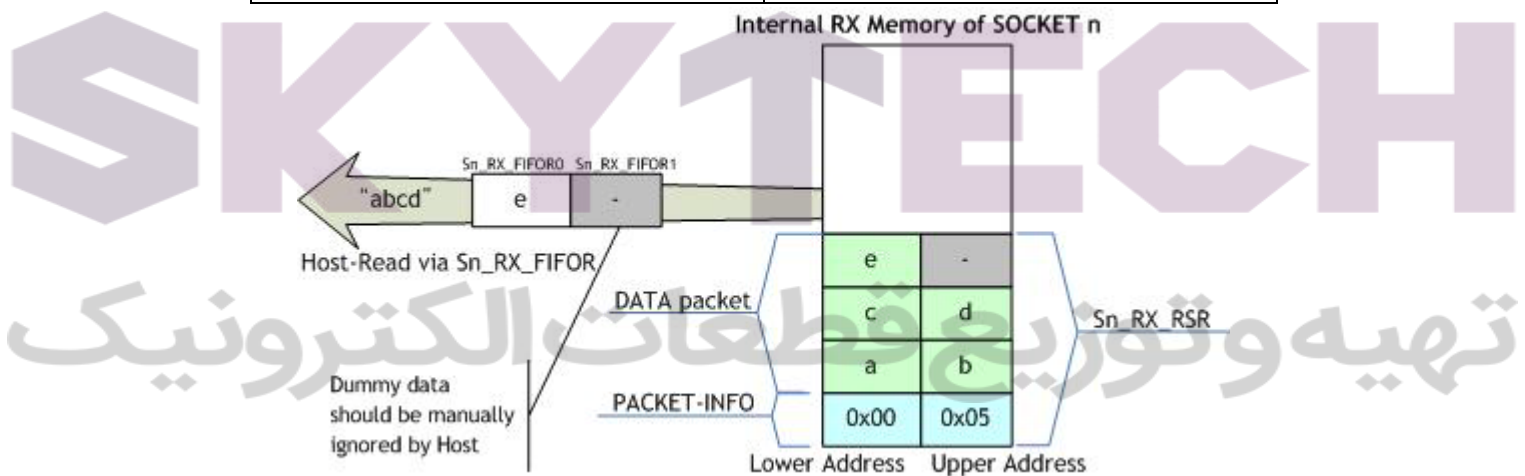 Internal RX Memory of SOCKET n
SKYTECH
Sn_RX_FIFOR0 Sn_RX_FIFOR1
"abcd" e -
Host-Read via Sn_RX_FIFOR
e -
DATA packet
c d
Sn_RX_RSR
تهیه و توزیع قطعات الکترونیک
a b
Dummy data
should be manually
ignored by Host
PACKET-INFO
0x00 0x05
Lower Address Upper Address